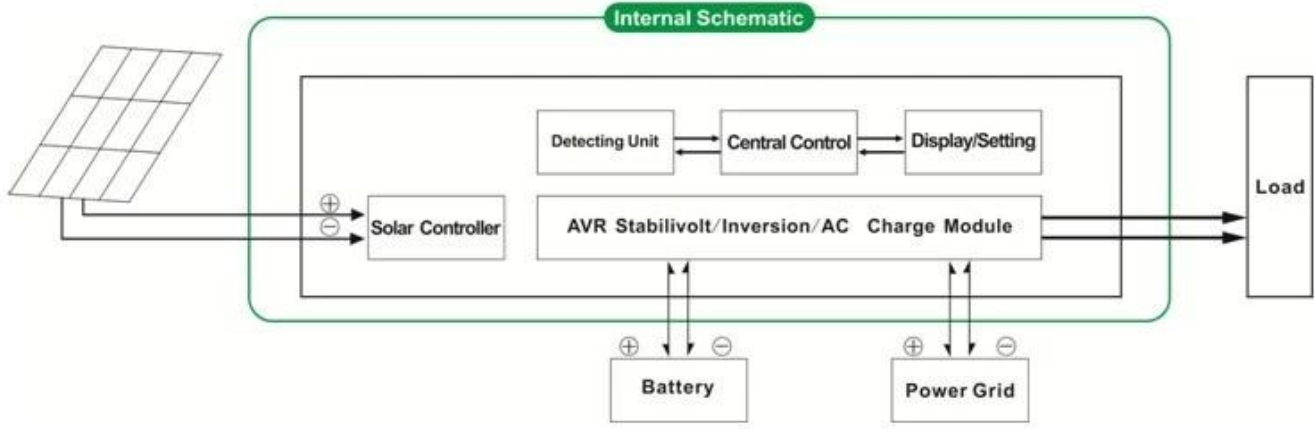 Internal Schematic
Detecting Unit
Central Control
Display/Setting
Load
⊕
⊖
Solar Controller
AVR Stabilivolt/Inversion/AC Charge Module
⊕
⊖
⊕
⊖
Battery
Power Grid